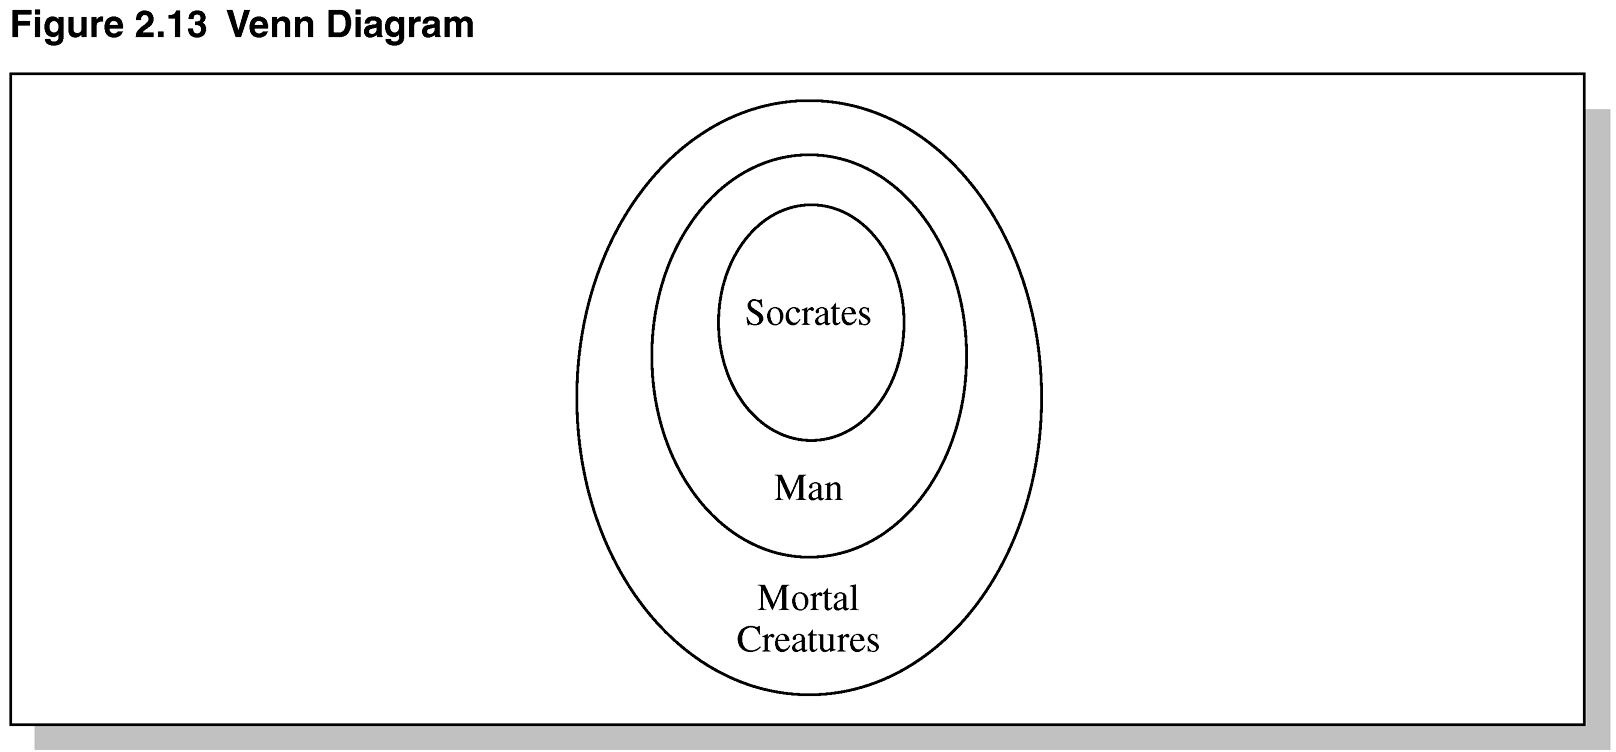 Figure 2.13 Venn Diagram
Socrates
Man
Mortal
Creatures